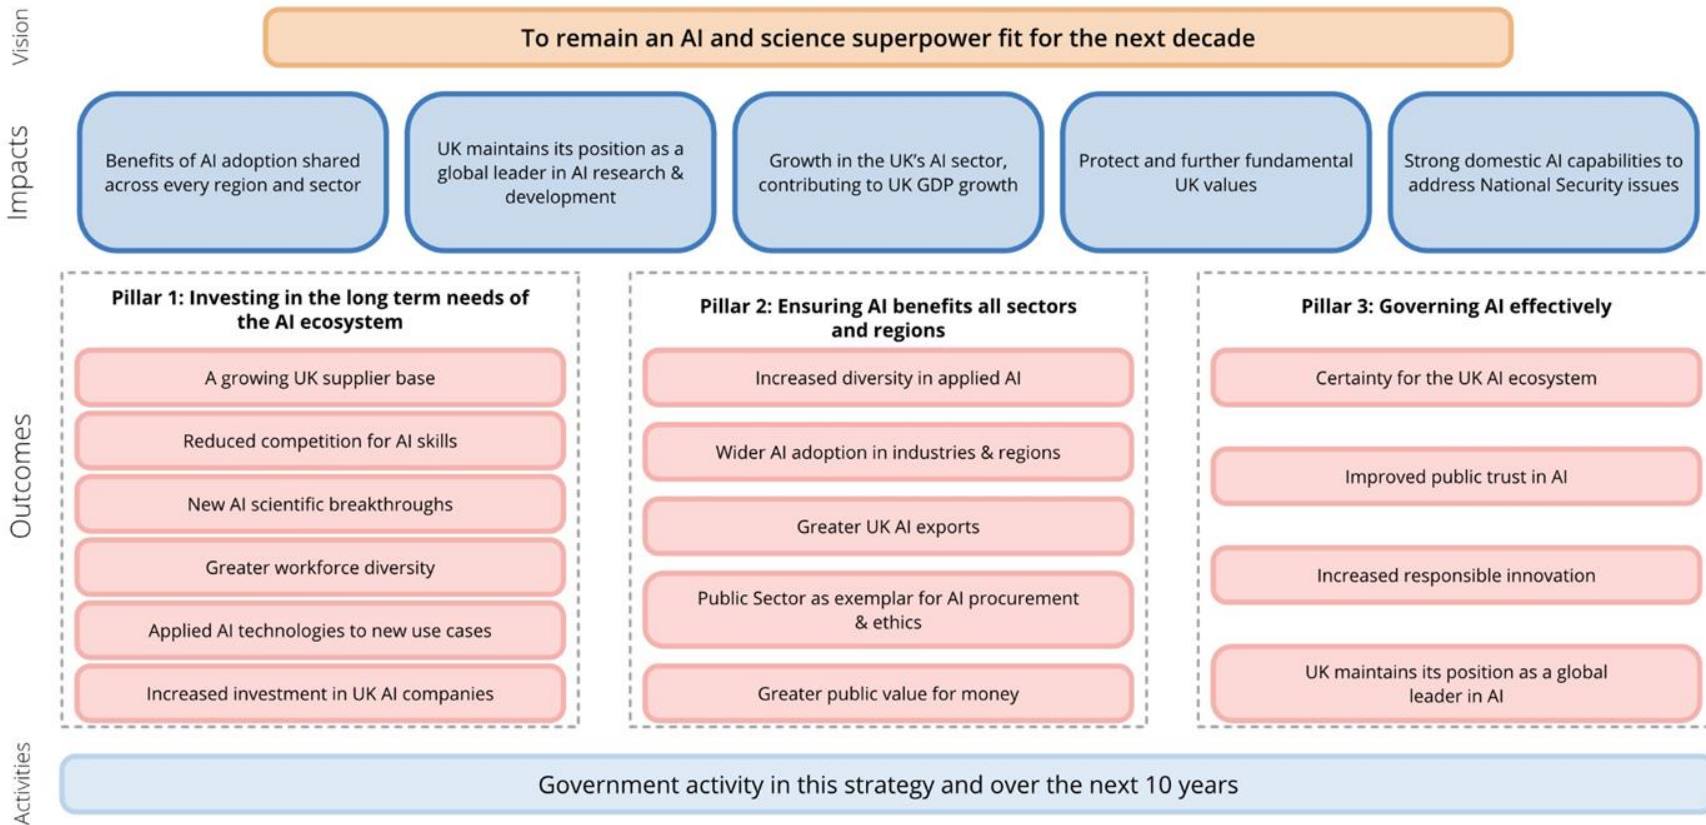 Vision
To remain an AI and science superpower fit for the next decade
Impacts
Benefits of AI adoption shared
across every region and sector
UK maintains its position as a
global leader in AI research &
development
Growth in the UK's AI sector,
contributing to UK GDP growth
Protect and further fundamental
UK values
Strong domestic AI capabilities to
address National Security issues
Outcomes
Pillar 1: Investing in the long term needs of
the AI ecosystem
A growing UK supplier base
Reduced competition for AI skills
New AI scientific breakthroughs
Greater workforce diversity
Applied AI technologies to new use cases
Increased investment in UK AI companies
Pillar 2: Ensuring AI benefits all sectors
and regions
Increased diversity in applied AI
Wider AI adoption in industries & regions
Greater UK AI exports
Public Sector as exemplar for AI procurement
& ethics
Greater public value for money
Pillar 3: Governing AI effectively
Certainty for the UK AI ecosystem
Improved public trust in AI
Increased responsible innovation
UK maintains its position as a global
leader in AI
Activities
Government activity in this strategy and over the next 10 years